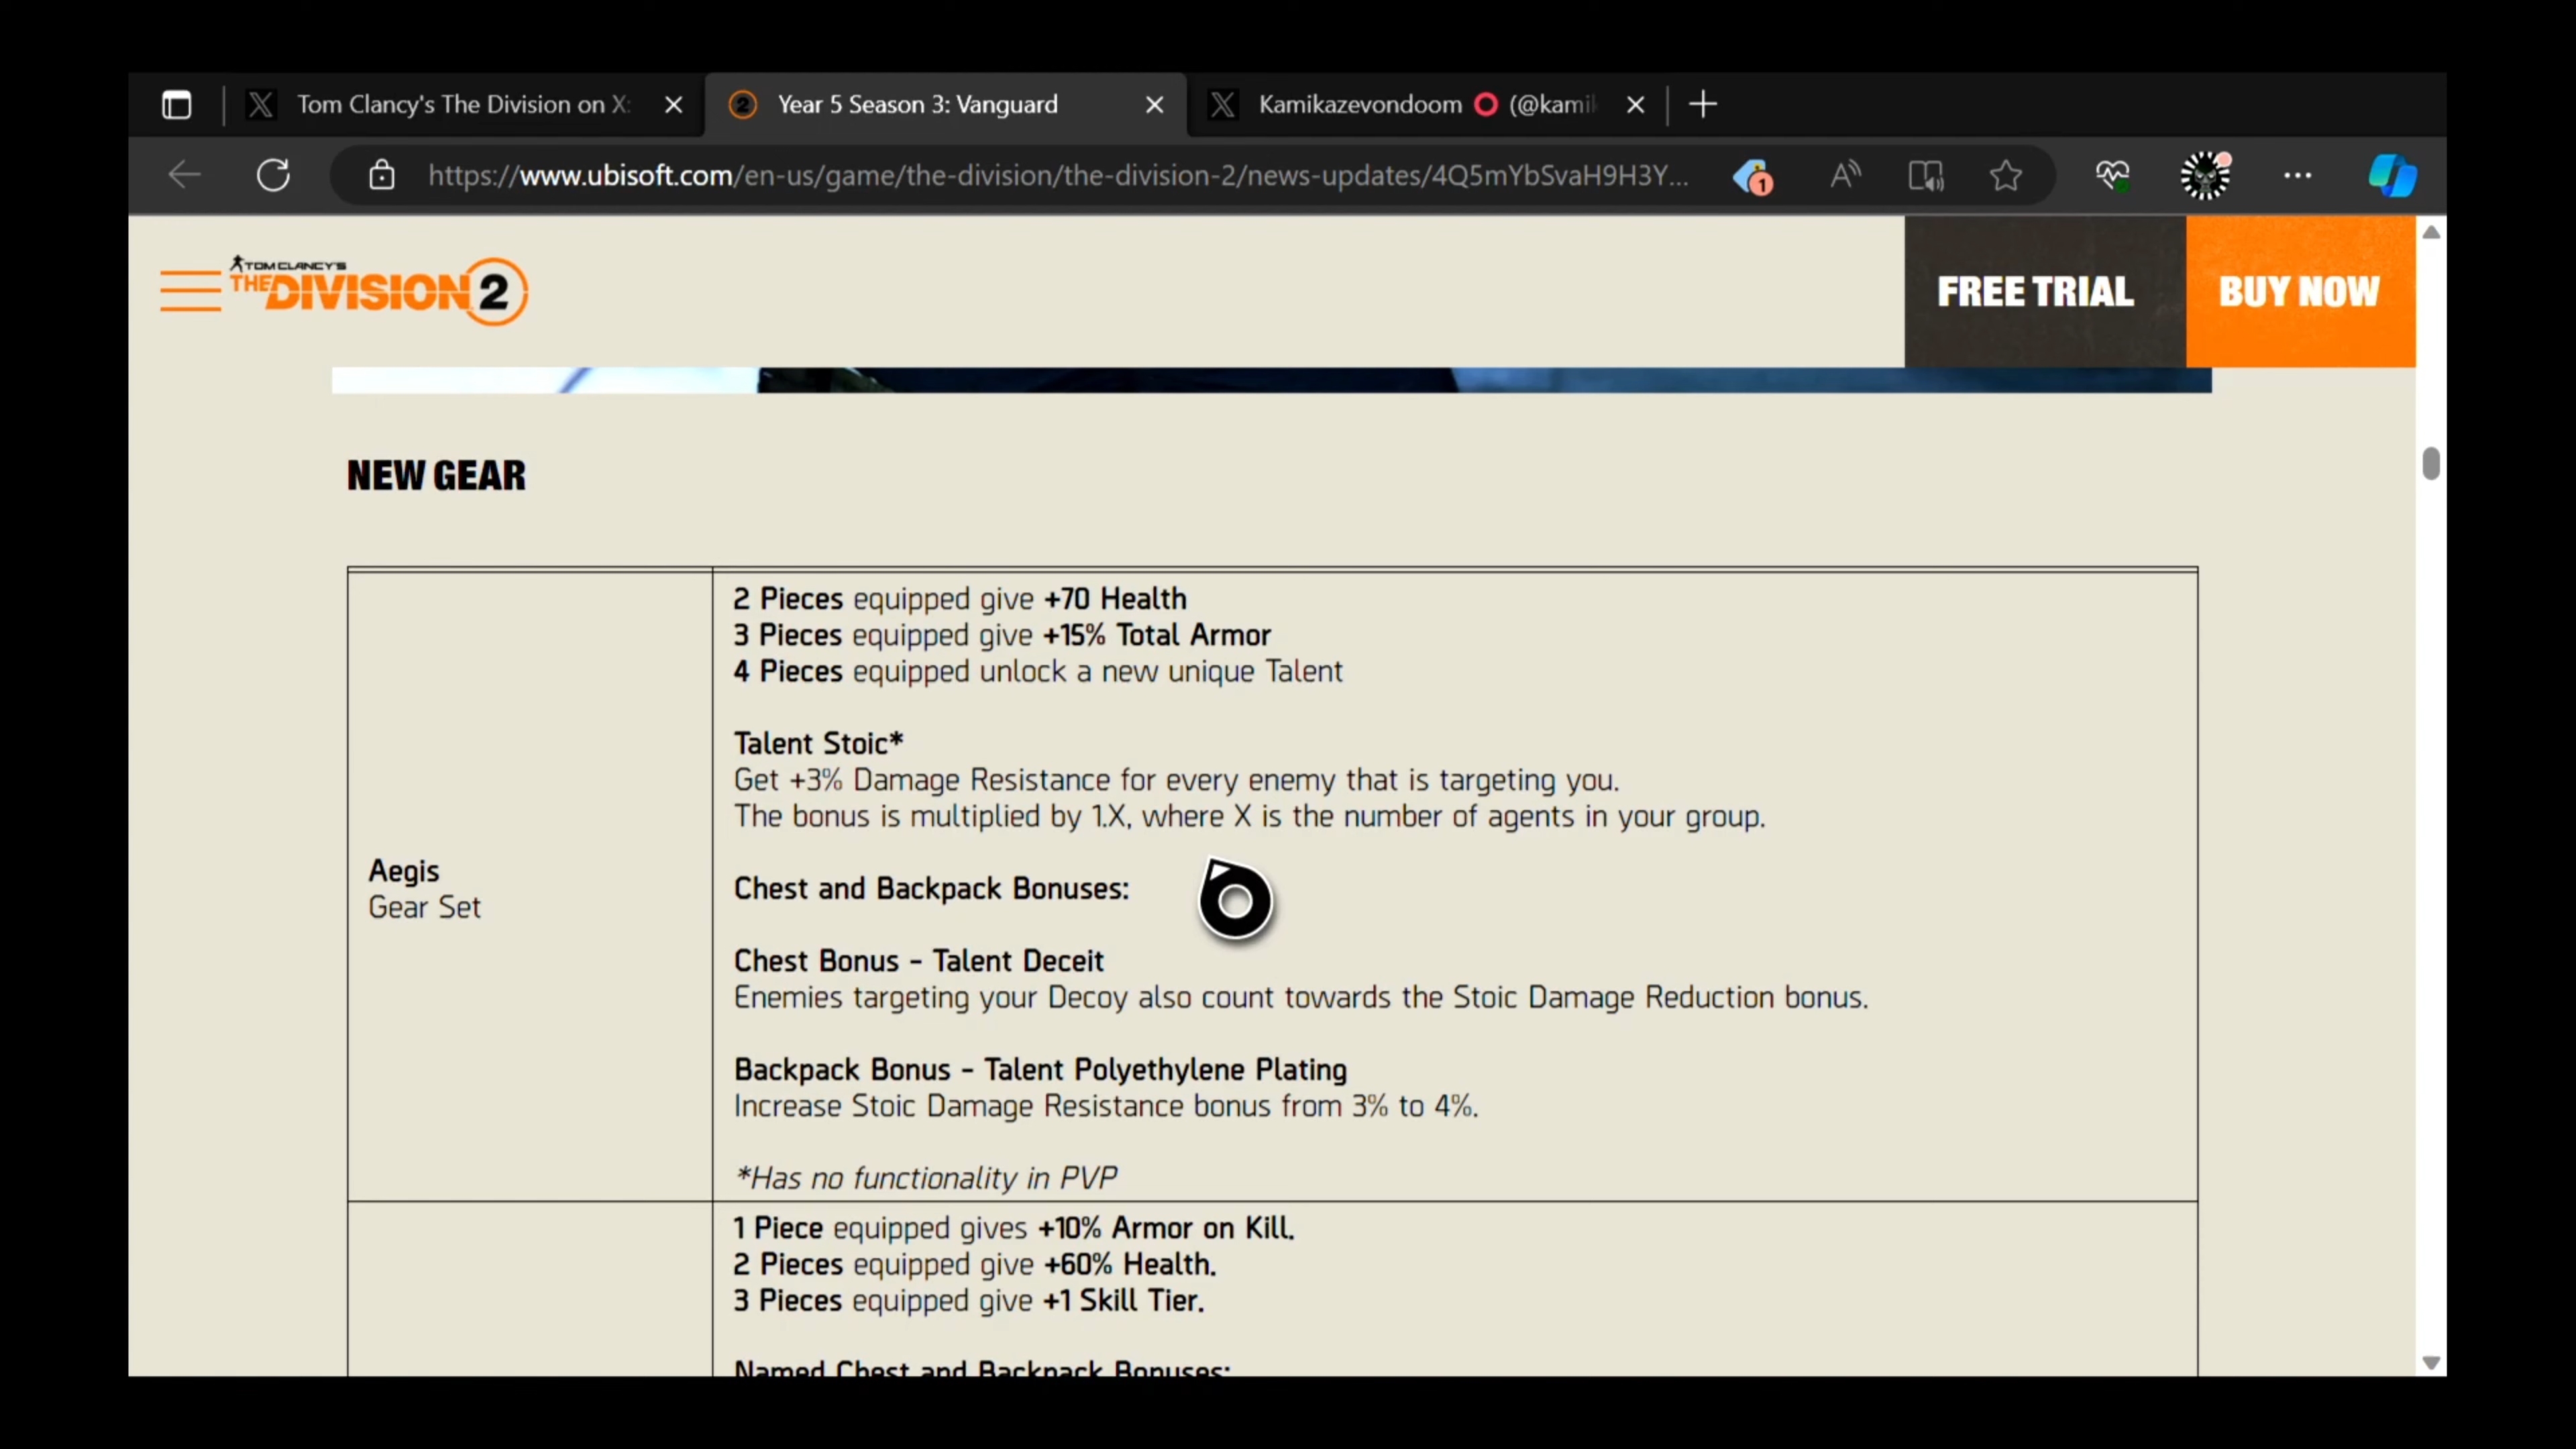 Tom Clancy's The Division on X:
Year 5 Season 3: Vanguard
Kamikazevondoom ⭕ (@kami
https://www.ubisoft.com/en-us/game/the-division/the-division-2/news-updates/4Q5mYbSvaH9H3Y...
1
TOM CLANCY'S
THE DIVISION 2
FREE TRIAL
BUY NOW
NEW GEAR
Aegis
Gear Set
2 Pieces equipped give +70 Health
3 Pieces equipped give +15% Total Armor
4 Pieces equipped unlock a new unique Talent
Talent Stoic*
Get +3% Damage Resistance for every enemy that is targeting you.
The bonus is multiplied by 1.X, where X is the number of agents in your group.
Chest and Backpack Bonuses:
Chest Bonus - Talent Deceit
Enemies targeting your Decoy also count towards the Stoic Damage Reduction bonus.
Backpack Bonus - Talent Polyethylene Plating
Increase Stoic Damage Resistance bonus from 3% to 4%.
*Has no functionality in PVP
1 Piece equipped gives +10% Armor on Kill.
2 Pieces equipped give +60% Health.
3 Pieces equipped give +1 Skill Tier.
Named Chest and Backpack Bonuses: